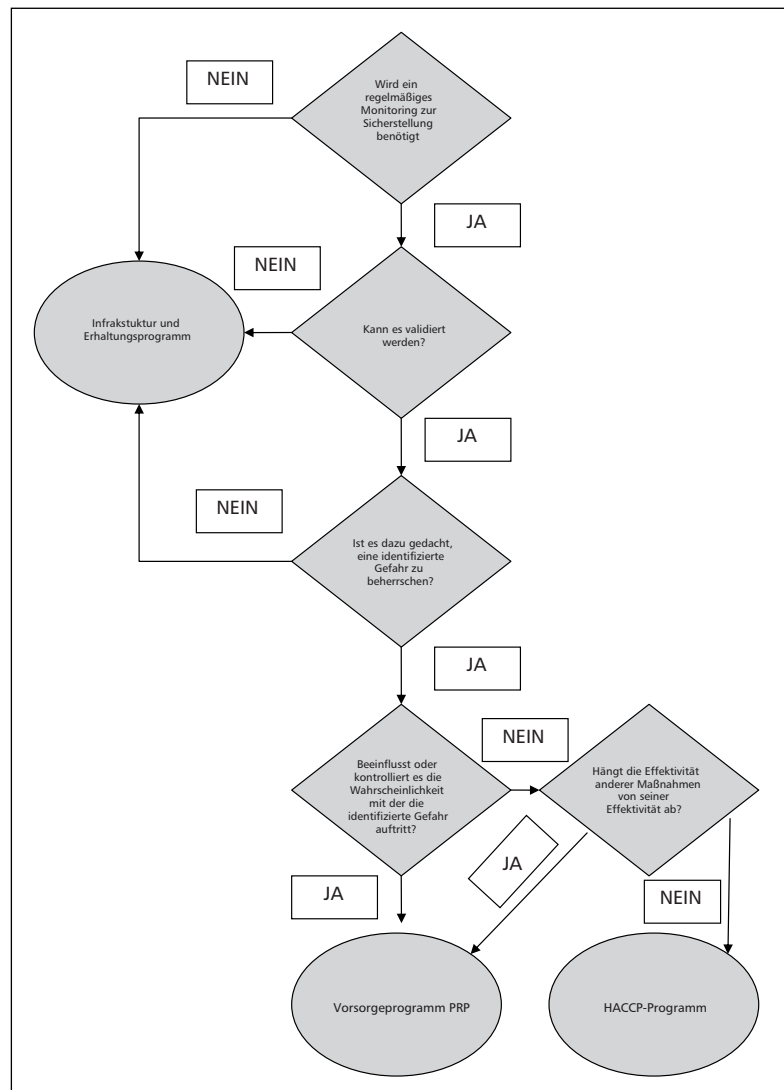 NEIN
Wird ein
regelmäßiges
Monitoring zur
Sicherstellung
benötigt
JA
NEIN
Infrakstuktur und
Erhaltungsprogramm
Kann es validiert
werden?
JA
NEIN
Ist es dazu gedacht,
eine identifizierte
Gefahr zu
beherrschen?
JA
NEIN
Beeinflusst oder
kontrolliert es die
Wahrscheinlichkeit
mit der die
identifizierte Gefahr
auftritt?
Hängt die Effektivität
anderer Maßnahmen
von seiner
Effektivität ab?
JA
JA
NEIN
Vorsorgeprogramm PRP
HACCP-Programm